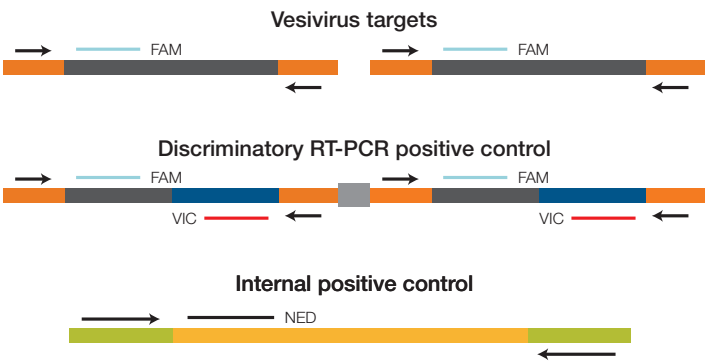 Vesivirus targets
FAM FAM
Discriminatory RT-PCR positive control
FAM FAM
VIC VIC
Internal positive control
NED